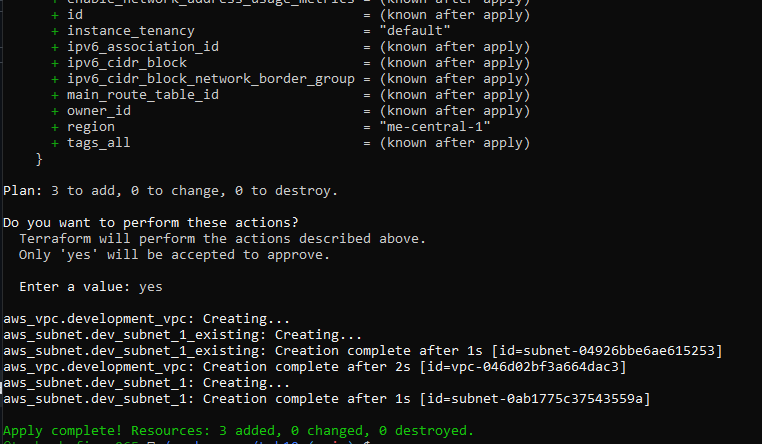 + enable_network_address_usage_metrics = (known after apply)
+ id = (known after apply)
+ instance_tenancy = "default"
+ ipv6_association_id = (known after apply)
+ ipv6_cidr_block = (known after apply)
+ ipv6_cidr_block_network_border_group = (known after apply)
+ main_route_table_id = (known after apply)
+ owner_id = (known after apply)
+ region = "me-central-1"
+ tags_all = (known after apply)
}
Plan: 3 to add, 0 to change, 0 to destroy.
Do you want to perform these actions?
Terraform will perform the actions described above.
Only 'yes' will be accepted to approve.
Enter a value: yes
aws_vpc.development_vpc: Creating...
aws_subnet.dev_subnet_1_existing: Creating...
aws_subnet.dev_subnet_1_existing: Creation complete after 1s [id=subnet-04926bbe6ae615253]
aws_vpc.development_vpc: Creation complete after 2s [id=vpc-046d02bf3a664dac3]
aws_subnet.dev_subnet_1: Creating...
aws_subnet.dev_subnet_1: Creation complete after 1s [id=subnet-0ab1775c37543559a]
Apply complete! Resources: 3 added, 0 changed, 0 destroyed.